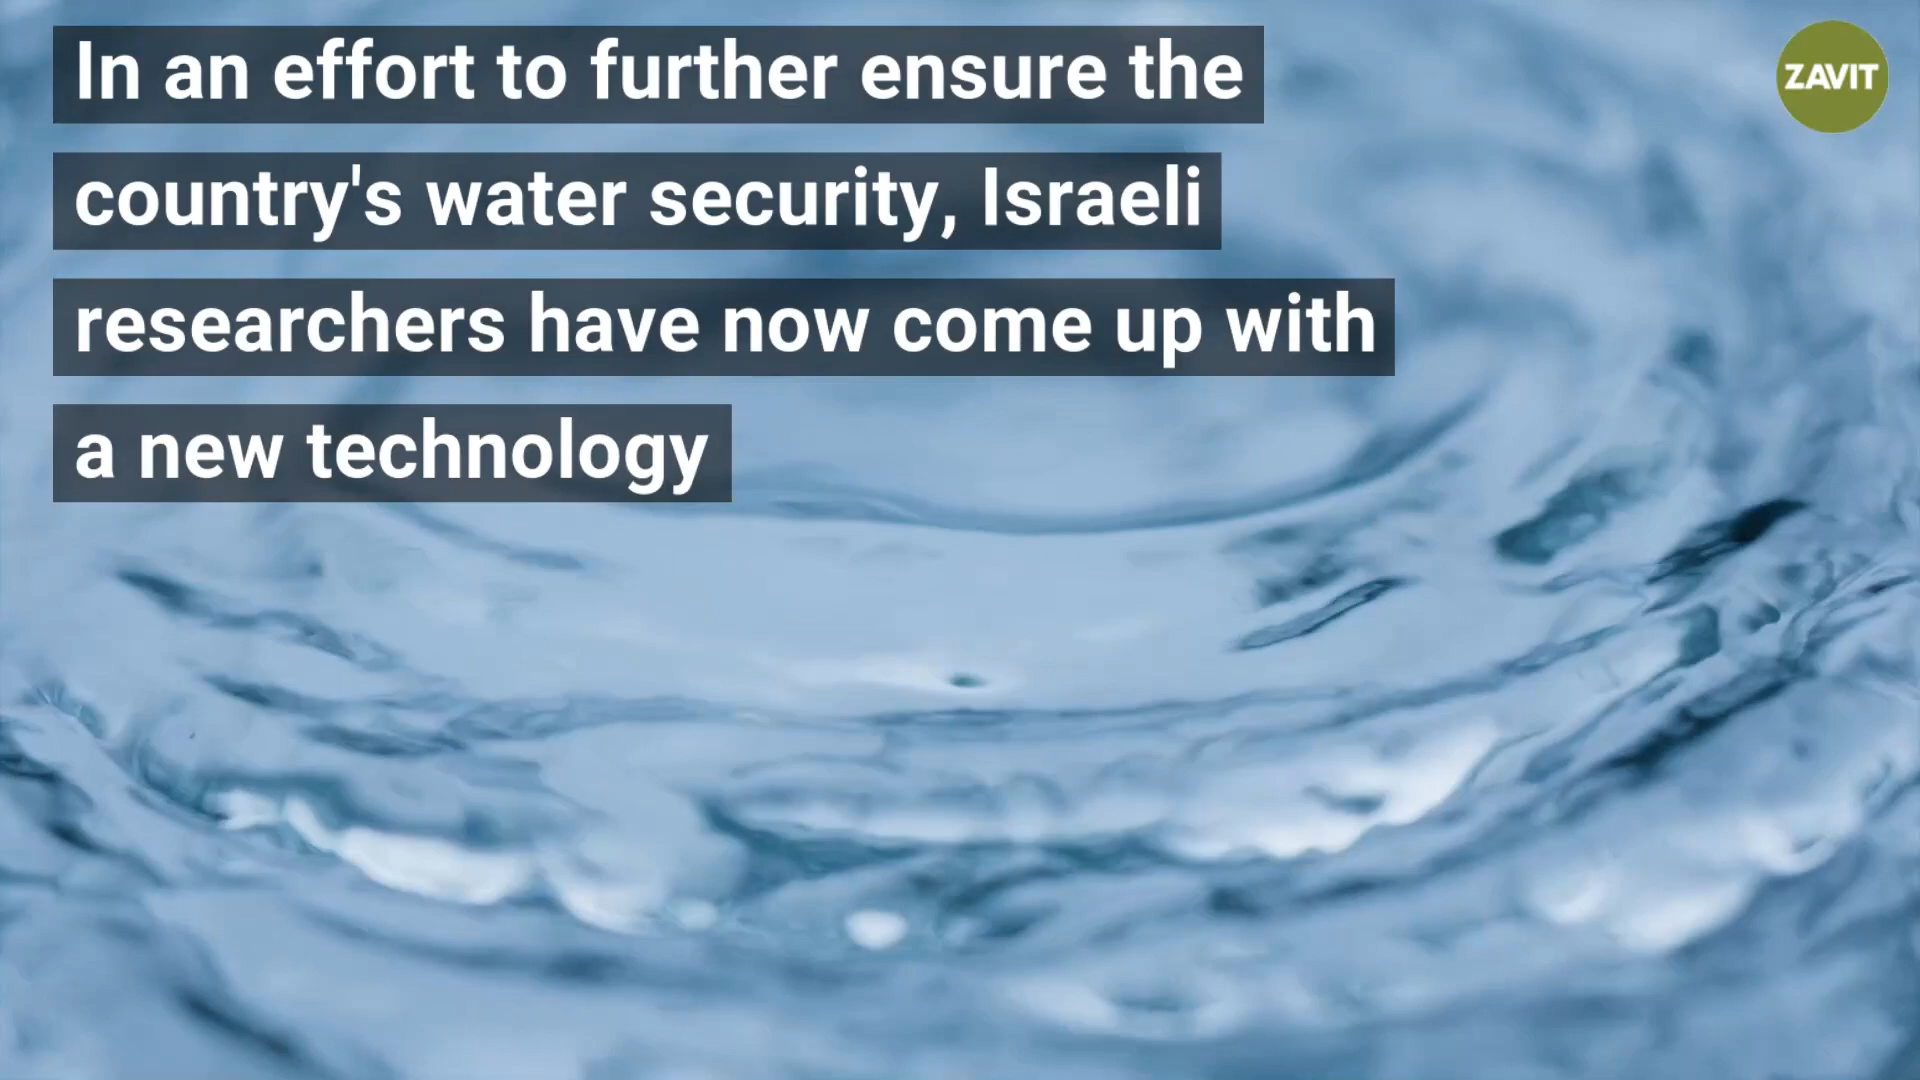 In an effort to further ensure the
ZAVIT
country's water security, Israeli
researchers have now come up with
a new technology